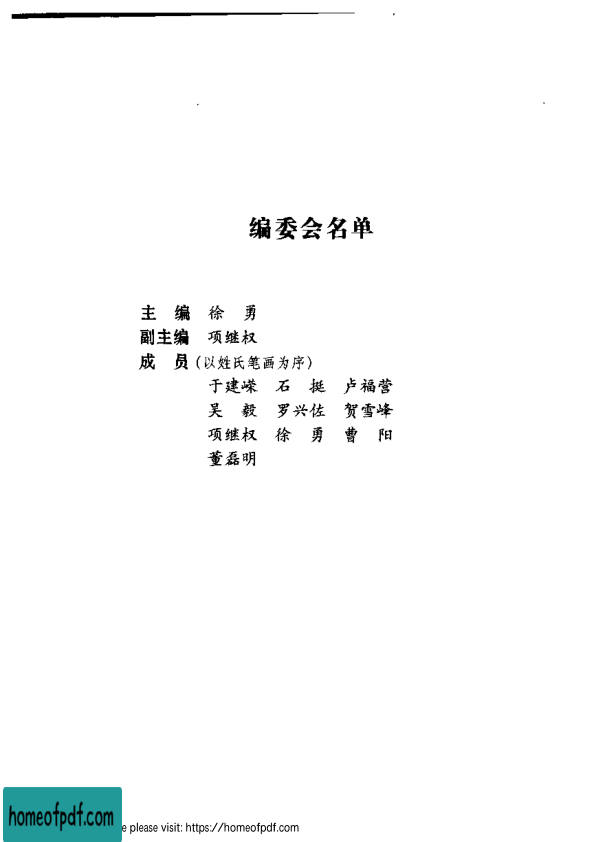 编委会名单
主 编 徐 勇
副主编 项继权
成 员（以姓氏笔画为序）
于建嵘 石 挺 卢福营
吴 毅 罗兴佐 贺雪峰
项继权 徐 勇 曹 阳
董磊明
homeofpdf.com
e please visit: https://homeofpdf.com